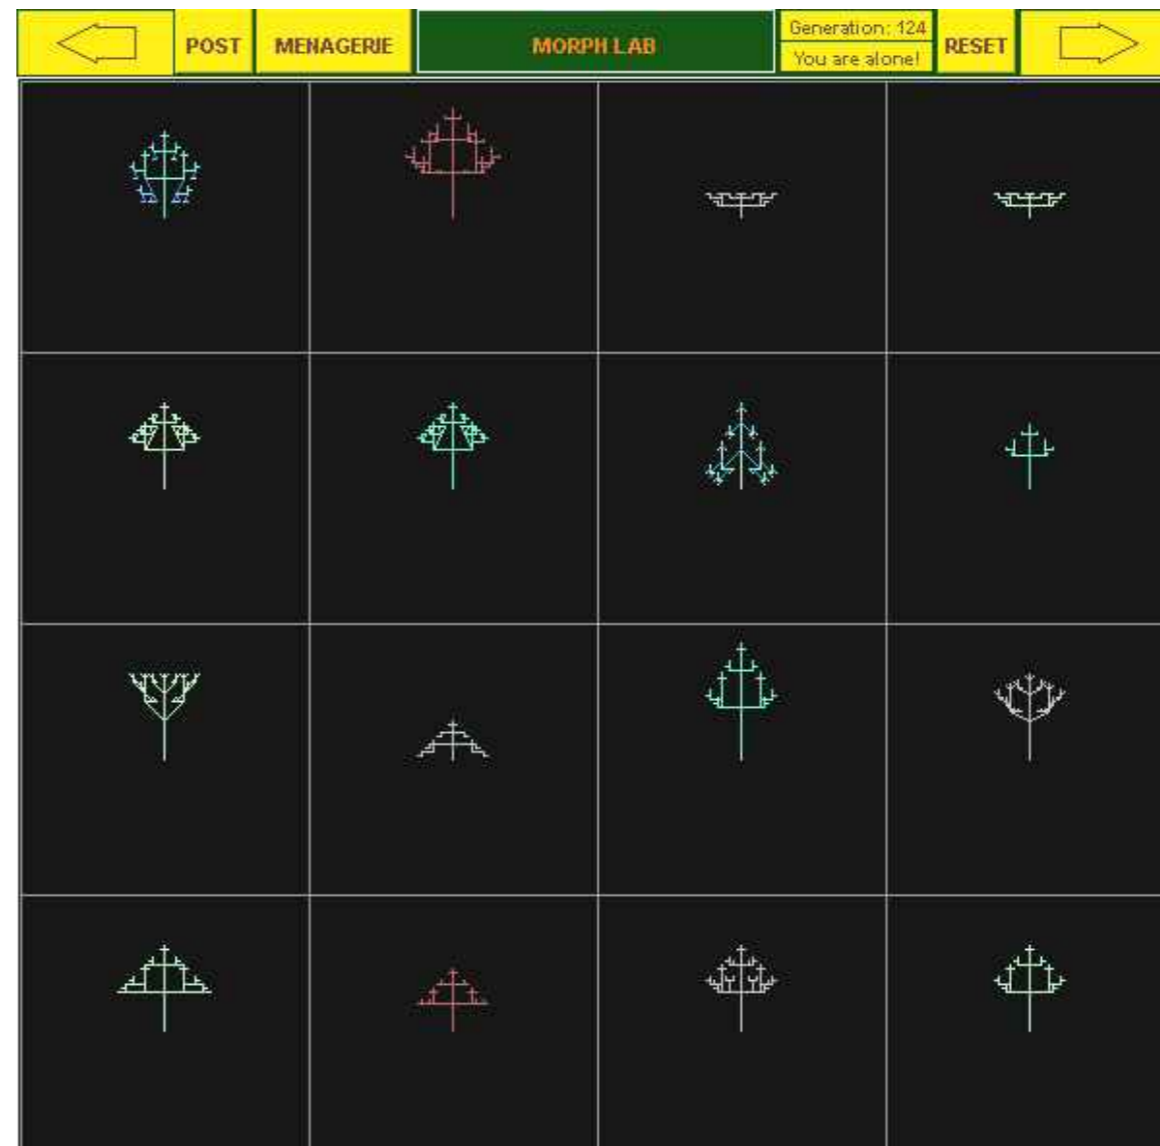 POST
MENAGERIE
MORPH LAB
Generation: 124
You are alone!
RESET